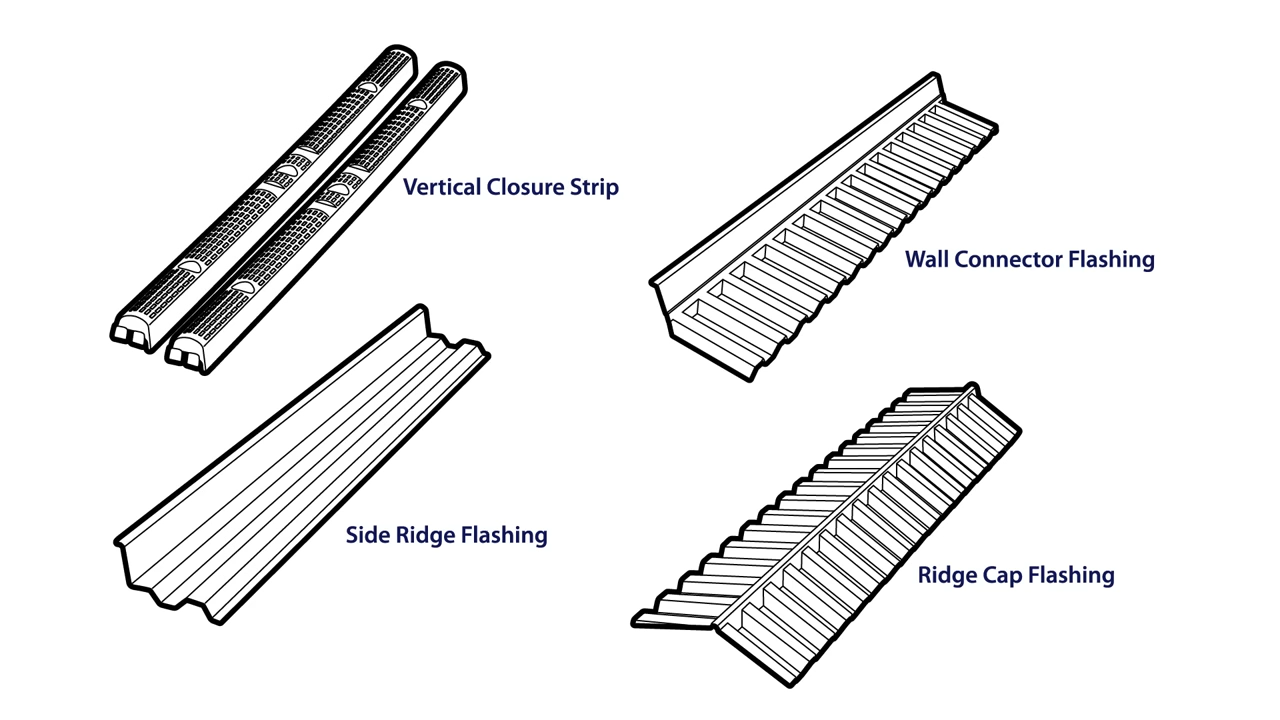 Vertical Closure Strip
Wall Connector Flashing
Side Ridge Flashing
Ridge Cap Flashing